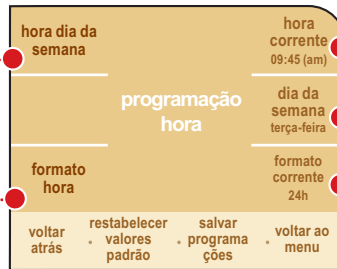 hora dia da
semana
hora
corrente
09:45 (am)
programação
hora
dia da
semana
terça-feira
formato
hora
formato
corrente
24h
voltar
atrás
restabelecer
valores
padrão
salvar
programa
ções
voltar ao
menu